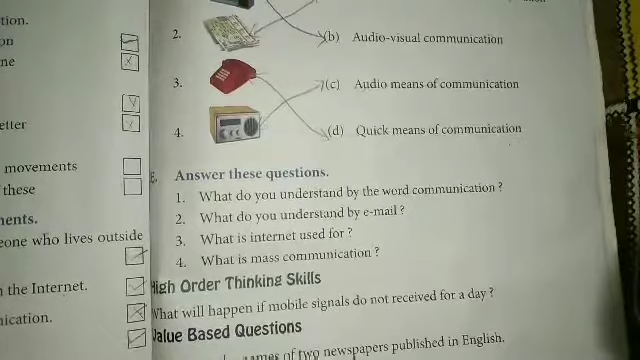 tion.
on
ne
etter
movements
these
ments.
eone who lives outside
n the Internet.
nication.
2.
(b) Audio-visual communication
3.
(c) Audio means of communication
4.
(d) Quick means of communication
E. Answer these questions.
1. What do you understand by the word communication ?
2. What do you understand by e-mail ?
3. What is internet used for ?
4. What is mass communication ?
High Order Thinking Skills
What will happen if mobile signals do not received for a day ?
Value Based Questions
names of two newspapers published in English.